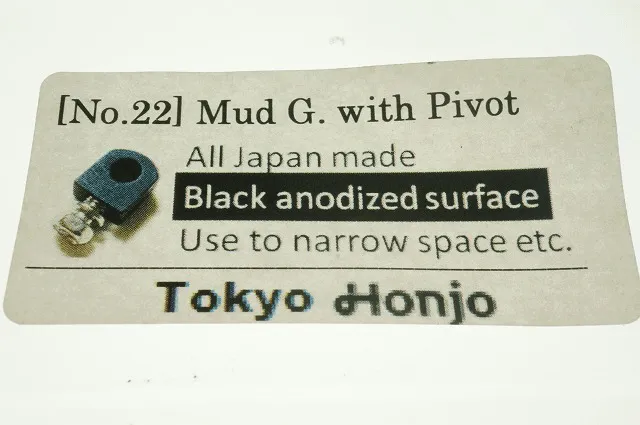 [No.22] Mud G. with Pivot
All Japan made
Black anodized surface
Use to narrow space etc.
Tokyo Honjo